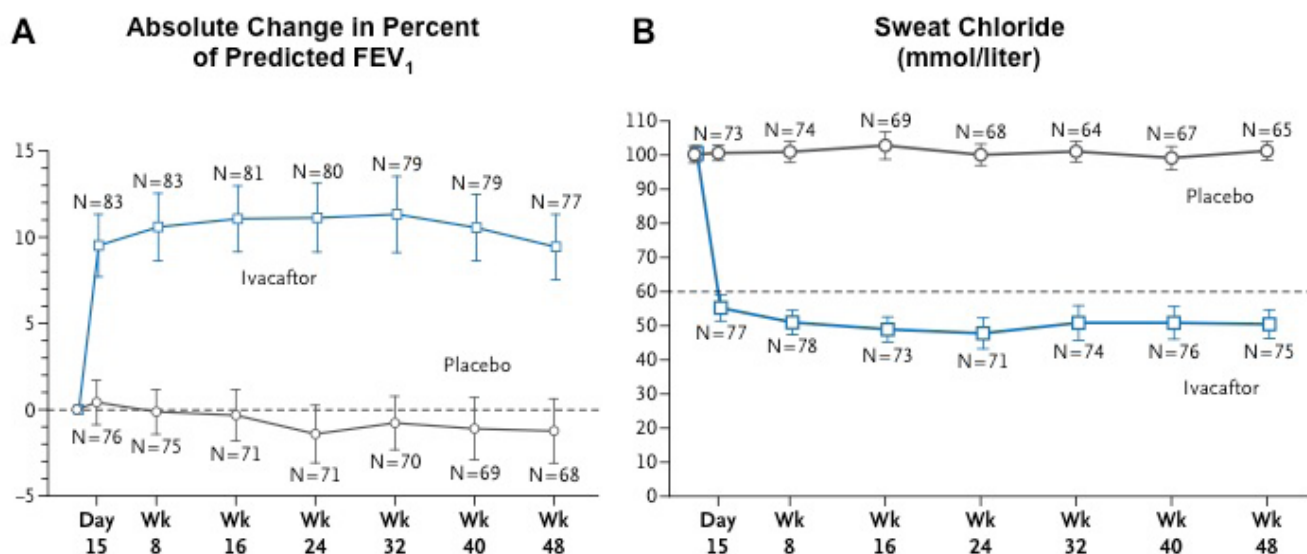 A
Absolute Change in Percent
of Predicted FEV₁
15
10
5
0
−5
N=83
N=83
N=81
N=80
N=79
N=79
N=77
Ivacaftor
Placebo
N=76
N=75
N=71
N=71
N=70
N=69
N=68
Day Wk Wk Wk Wk Wk Wk
15 8 16 24 32 40 48
B
Sweat Chloride
(mmol/liter)
110
100
90
80
70
60
50
40
30
20
10
0
N=73
N=74
N=69
N=68
N=64
N=67
N=65
Placebo
N=77
N=78
N=73
N=71
N=74
N=76
N=75
Ivacaftor
Day Wk Wk Wk Wk Wk Wk
15 8 16 24 32 40 48